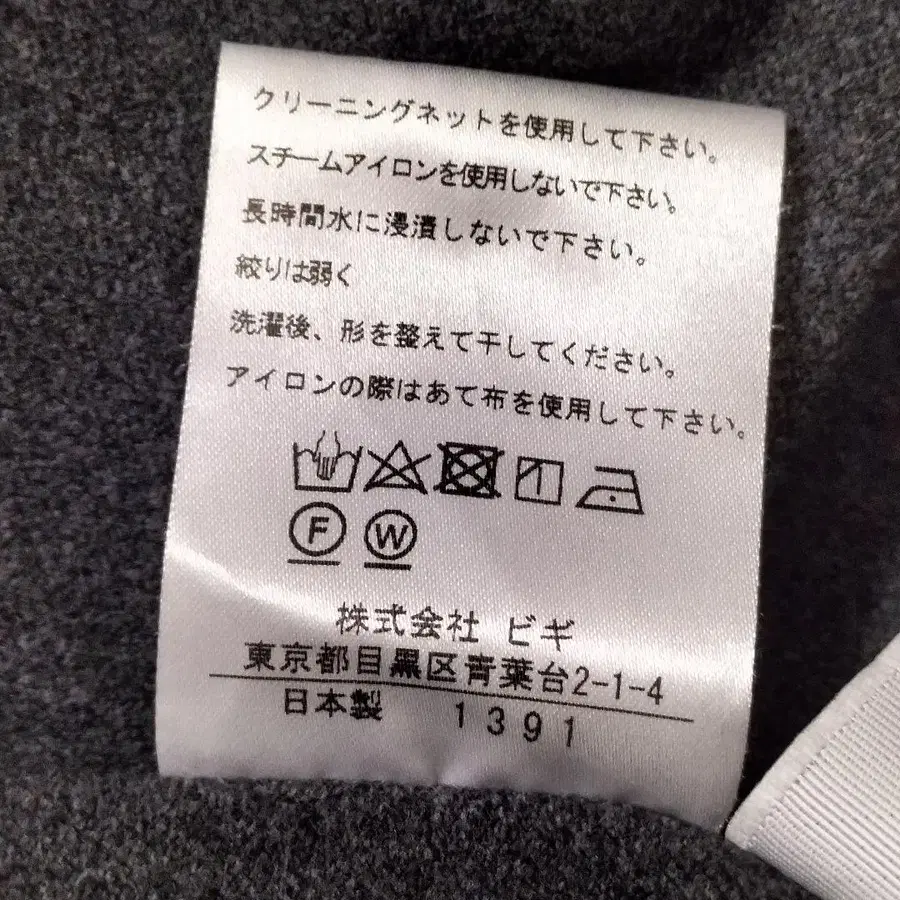 クリーニングネットを使用して下さい。
スチームアイロンを使用しないで下さい。
長時間水に浸漬しないで下さい。
絞りは弱く
洗濯後、形を整えて干してください。
アイロンの際はあて布を使用して下さい。
F W
株式会社 ビギ
東京都目黒区青葉台2-1-4
日本製 1391